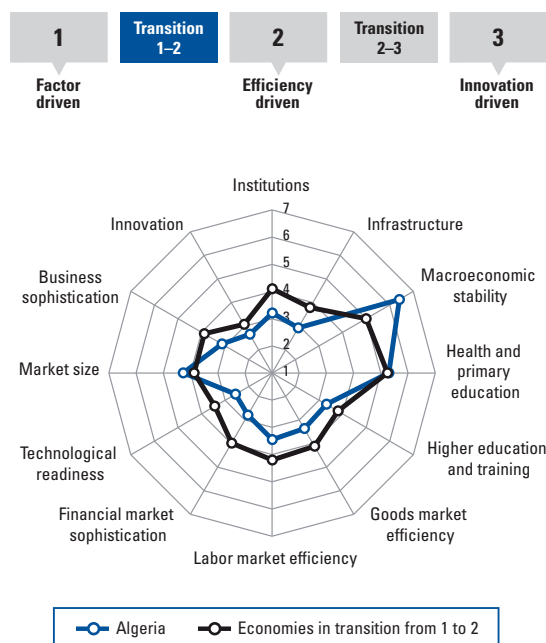 1
Transition
1–2
2
Transition
2–3
3
Factor
driven
Efficiency
driven
Innovation
driven
Institutions
7
Innovation
Infrastructure
6
5
Business
sophistication
Macroeconomic
stability
4
3
2
Market size
1
Health and
primary
education
Technological
readiness
Higher education
and training
Financial market
sophistication
Goods market
efficiency
Labor market efficiency
Algeria
Economies in transition from 1 to 2